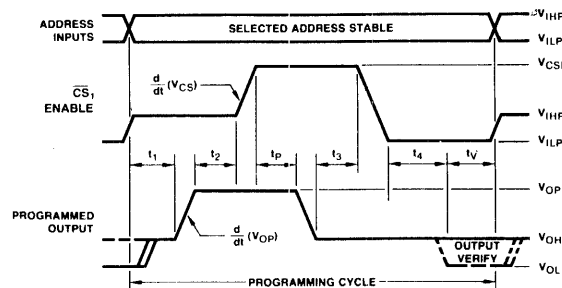 ADDRESS INPUTS
SELECTED ADDRESS STABLE
VIHP
VILP
VCSP
CS1 ENABLE
d/dt (VCS)
VIHP
VILP
t1
t2
tP
t3
t4
tV
VOP
PROGRAMMED OUTPUT
d/dt (VOP)
VOH
OUTPUT VERIFY
VOL
PROGRAMMING CYCLE